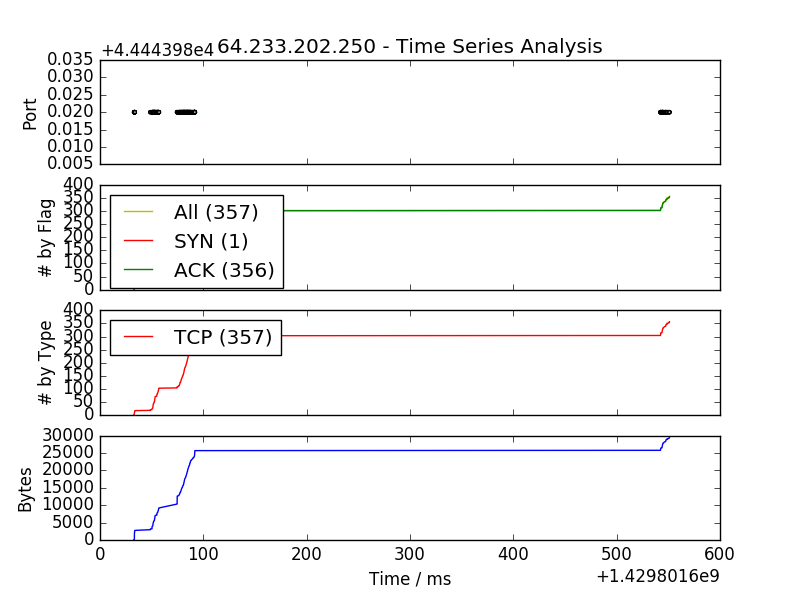 +4.444398e4
64.233.202.250 - Time Series Analysis
0.035
0.030
0.025
0.020
0.015
0.010
0.005
Port
400
350
300
250
200
150
100
50
0
# by Flag
All (357)
SYN (1)
ACK (356)
400
350
300
250
200
150
100
50
0
# by Type
TCP (357)
30000
25000
20000
15000
10000
5000
0
Bytes
0 100 200 300 400 500 600
Time / ms
+1.4298016e9